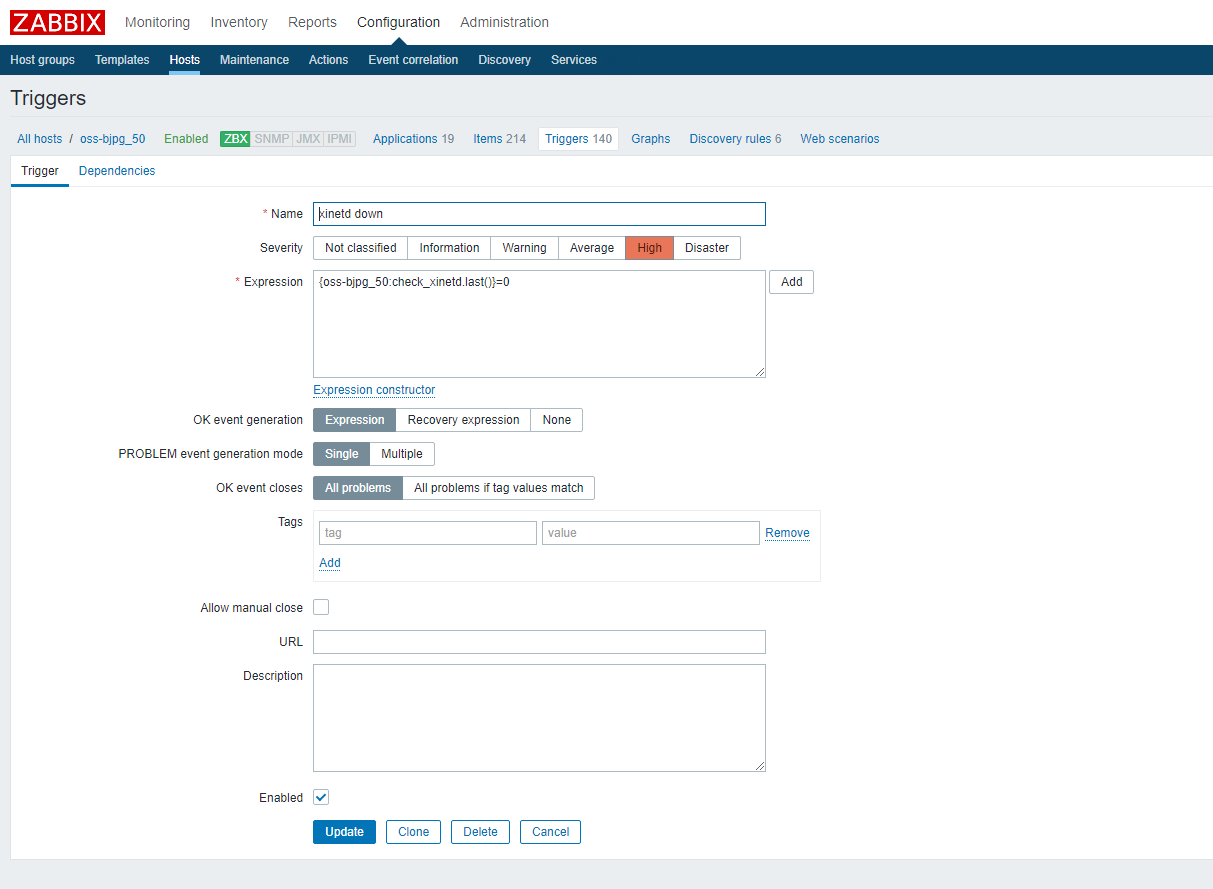 ZABBIX Monitoring Inventory Reports Configuration Administration
Host groups Templates Hosts Maintenance Actions Event correlation Discovery Services
Triggers
All hosts / oss-bjpg_50 Enabled ZBX SNMP JMX IPMI Applications 19 Items 214 Triggers 140 Graphs Discovery rules 6 Web scenarios
Trigger Dependencies
* Name xinetd down
Severity Not classified Information Warning Average High Disaster
* Expression {oss-bjpg_50:check_xinetd.last()}=0 Add
Expression constructor
OK event generation Expression Recovery expression None
PROBLEM event generation mode Single Multiple
OK event closes All problems All problems if tag values match
Tags tag value Remove
Add
Allow manual close
URL
Description
Enabled
Update Clone Delete Cancel